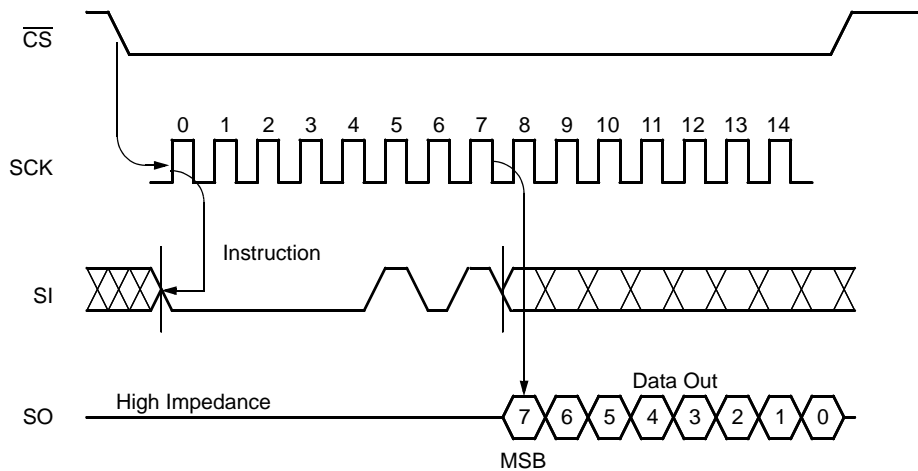 CS
0 1 2 3 4 5 6 7 8 9 10 11 12 13 14
SCK
Instruction
SI
Data Out
High Impedance
SO
7 6 5 4 3 2 1 0
MSB